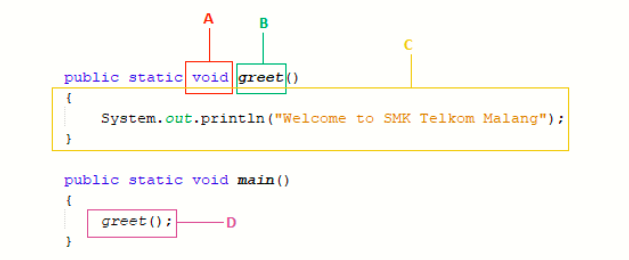 A
B
C
public static void greet()
{
System.out.println("Welcome to SMK Telkom Malang");
}
public static void main()
{
greet();
D
}